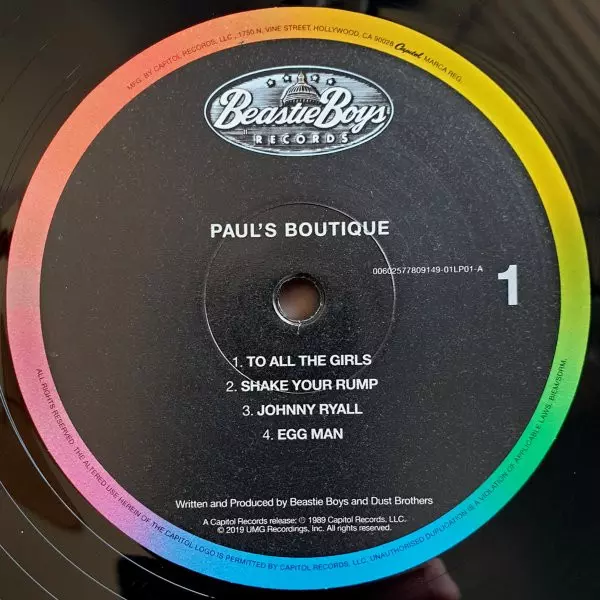 MFG. BY CAPITOL RECORDS, LLC, 1750 N. VINE STREET, HOLLYWOOD, CA 90028 Capitol MARCA REG.
Beastie Boys
RECORDS
PAUL'S BOUTIQUE
00602577809149-01LP01-A
1
1. TO ALL THE GIRLS
2. SHAKE YOUR RUMP
3. JOHNNY RYALL
4. EGG MAN
Written and Produced by Beastie Boys and Dust Brothers
A Capitol Records release; ℗ 1989 Capitol Records, LLC.
© 2019 UMG Recordings, Inc. All rights reserved.
ALL RIGHTS RESERVED. THE ALTERED USE HEREIN OF THE CAPITOL LOGO IS PERMITTED BY CAPITOL RECORDS, LLC, UNAUTHORISED DUPLICATION IS A VIOLATION OF APPLICABLE LAWS. BIEM/SDRM.